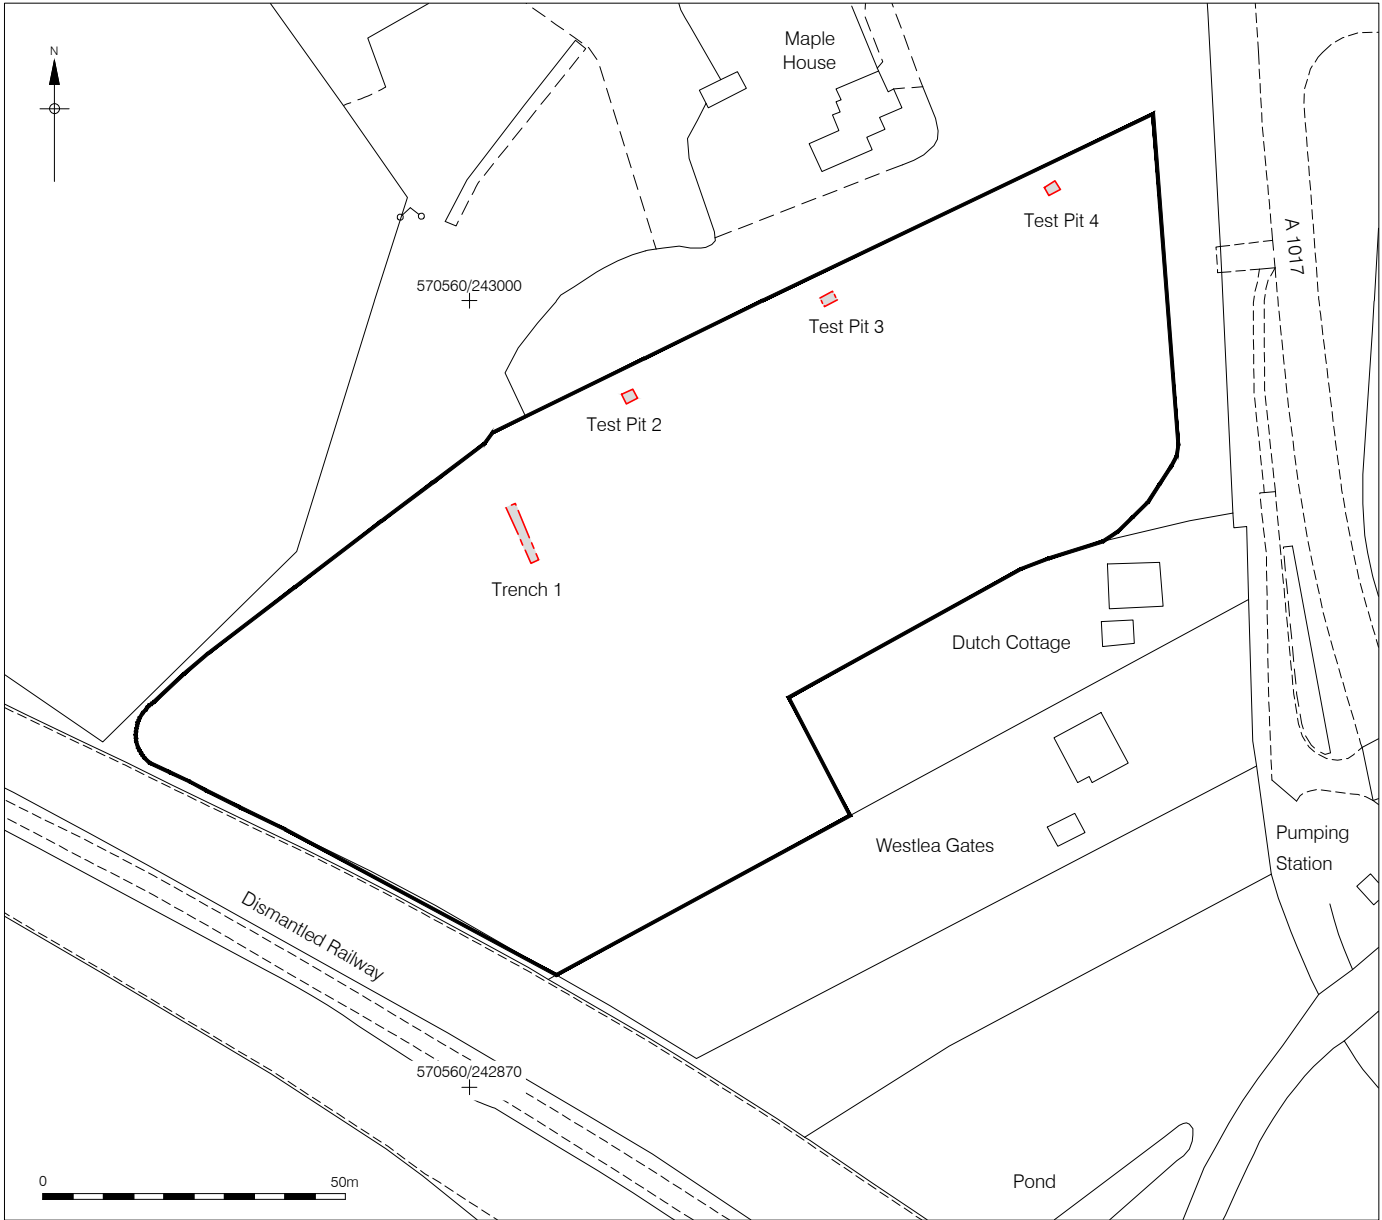 N
Maple
House
Test Pit 4
A 1017
570560/243000
Test Pit 3
Test Pit 2
Trench 1
Dutch Cottage
Westlea Gates
Pumping
Station
Dismantled Railway
570560/242870
0 50m
Pond